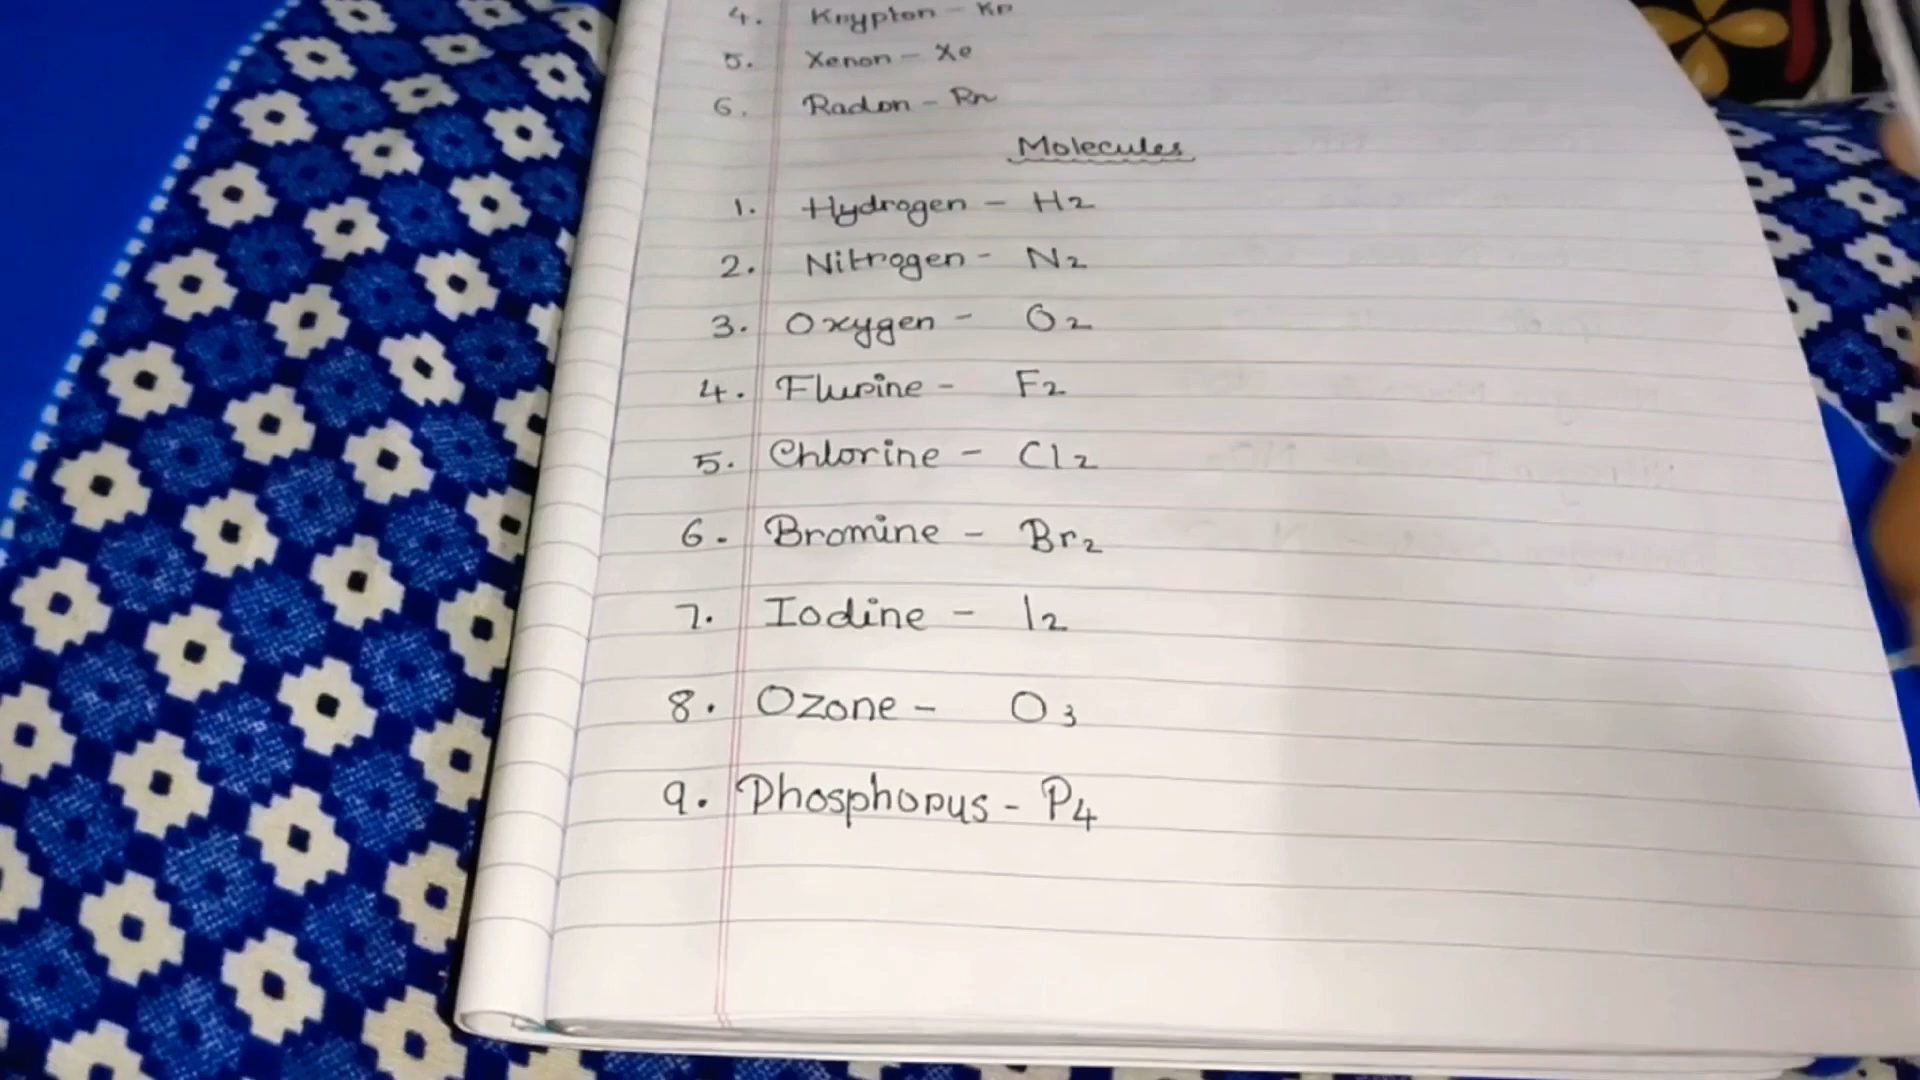 4. Krypton - Kr
5. Xenon - Xe
6. Radon - Rn
Molecules
1. Hydrogen - H2
2. Nitrogen - N2
3. Oxygen - O2
4. Flurine - F2
5. Chlorine - Cl2
6. Bromine - Br2
7. Iodine - I2
8. Ozone - O3
9. Phosphorus - P4